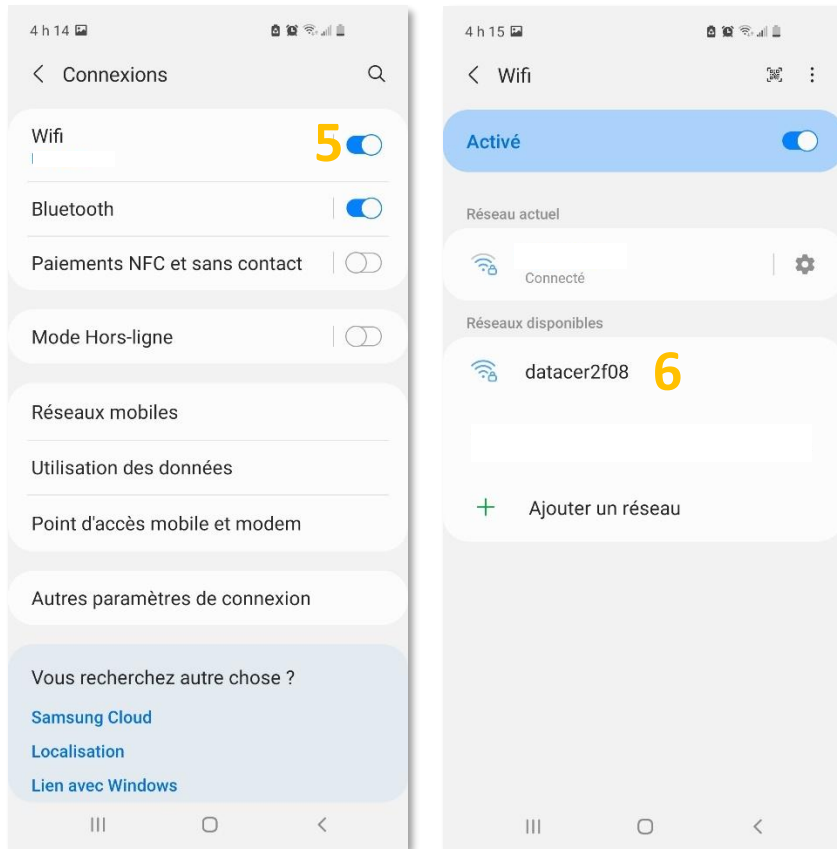 4 h 14
Connexions
Wifi
5
Bluetooth
Paiements NFC et sans contact
Mode Hors-ligne
Réseaux mobiles
Utilisation des données
Point d'accès mobile et modem
Autres paramètres de connexion
Vous recherchez autre chose ?
Samsung Cloud
Localisation
Lien avec Windows
4 h 15
Wifi
Activé
Réseau actuel
Connecté
Réseaux disponibles
datacer2f08
6
Ajouter un réseau